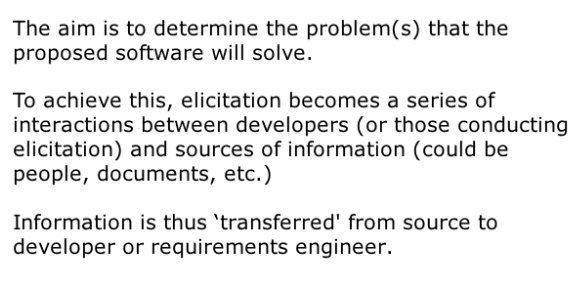 The aim is to determine the problem(s) that the
proposed software will solve.
To achieve this, elicitation becomes a series of
interactions between developers (or those conducting
elicitation) and sources of information (could be
people, documents, etc.)
Information is thus ‛transferred' from source to
developer or requirements engineer.